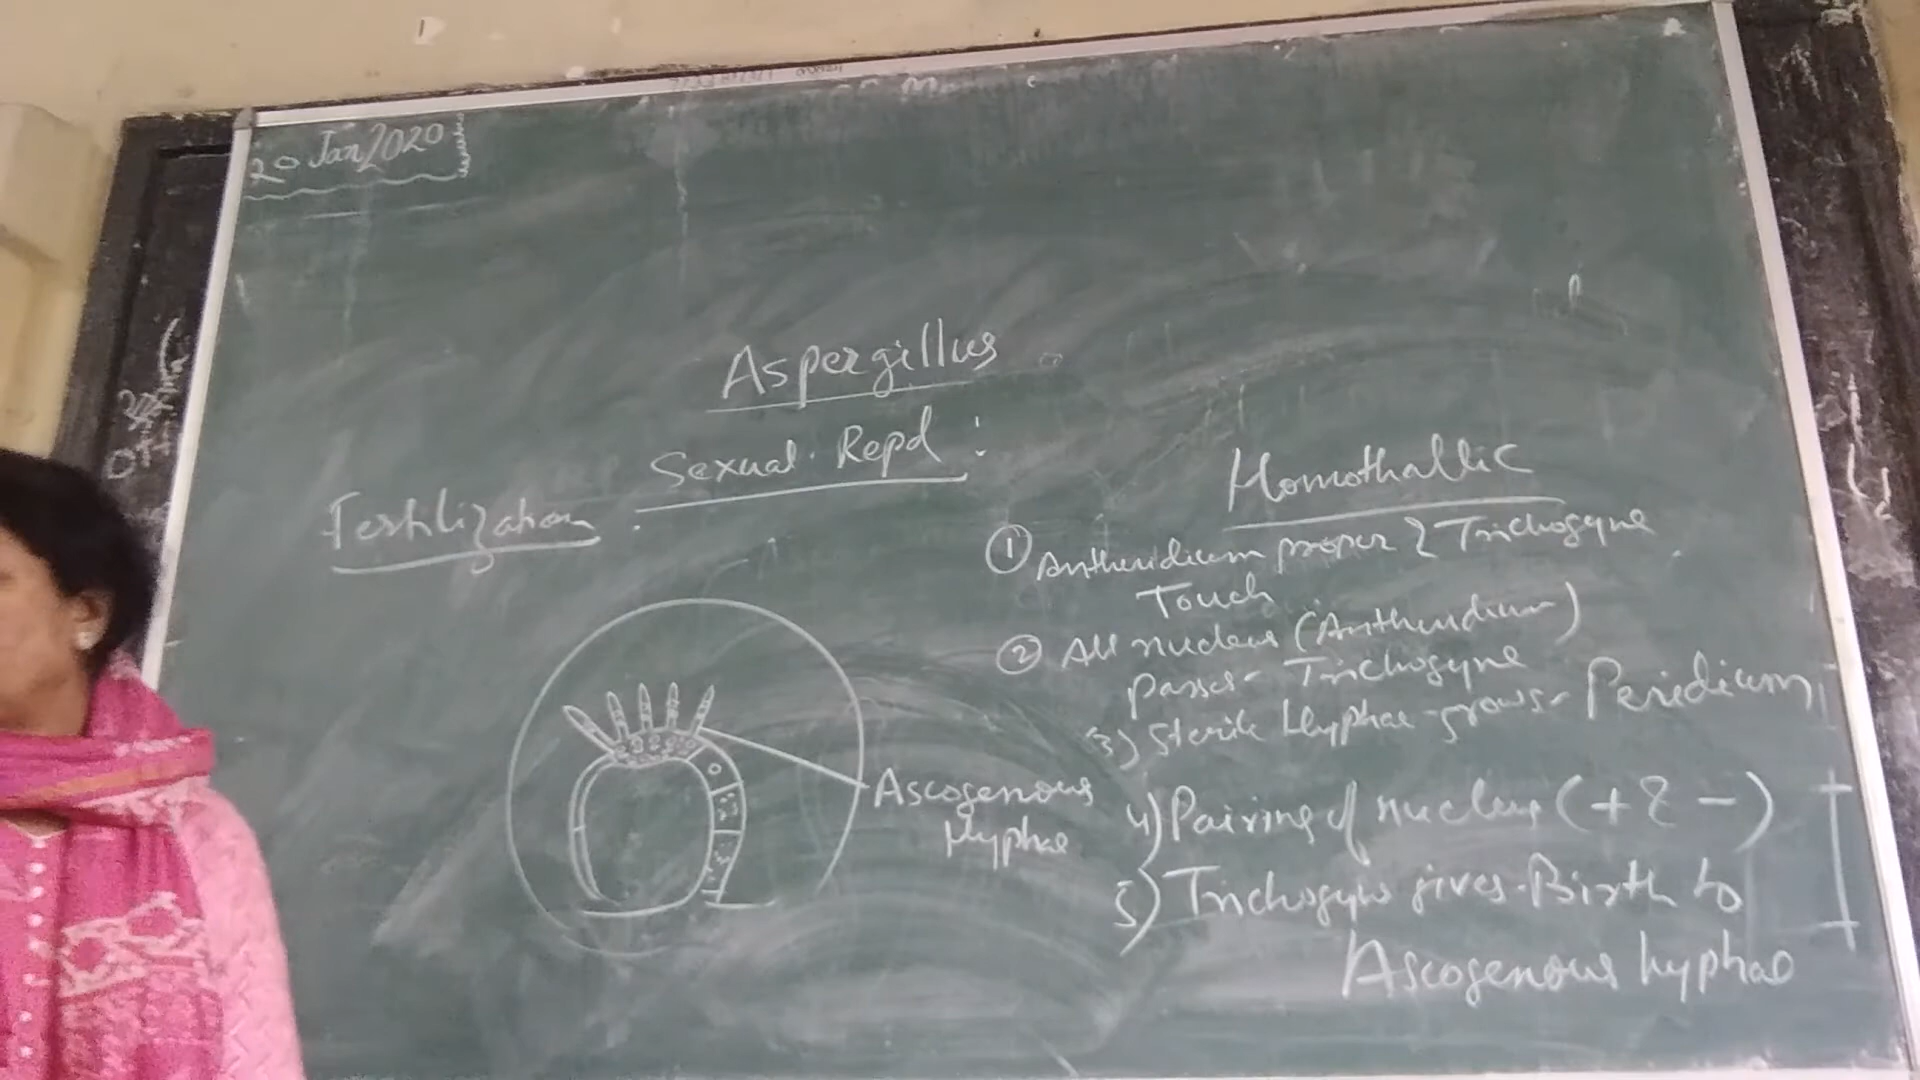 20 Jan 2020
Aspergillus
Sexual Repd :
Fertilization :
Homothallic
① Antheridium proper & Trichogyne
Touch
② All nucleus (Antheridium)
passes - Trichogyne
3) Sterile Hyphae - grows - Peridium
4) Pairing of nucleus (+ & -)
5) Trichogyne gives - Birth to
Ascogenous hyphae
Ascogenous
Hyphae